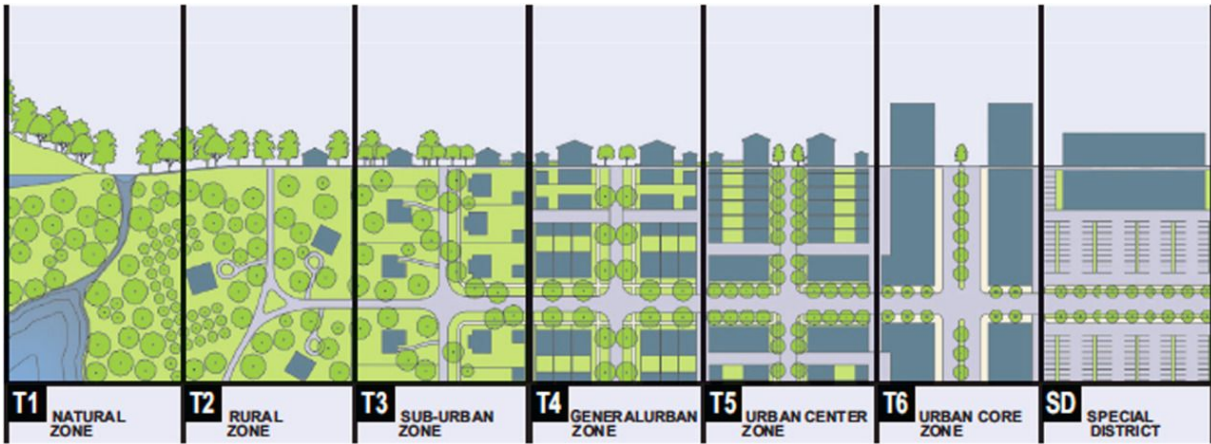 T1 NATURAL
ZONE
T2 RURAL
ZONE
T3 SUB-URBAN
ZONE
T4 GENERALURBAN
ZONE
T5 URBAN CENTER
ZONE
T6 URBAN CORE
ZONE
SD SPECIAL
DISTRICT